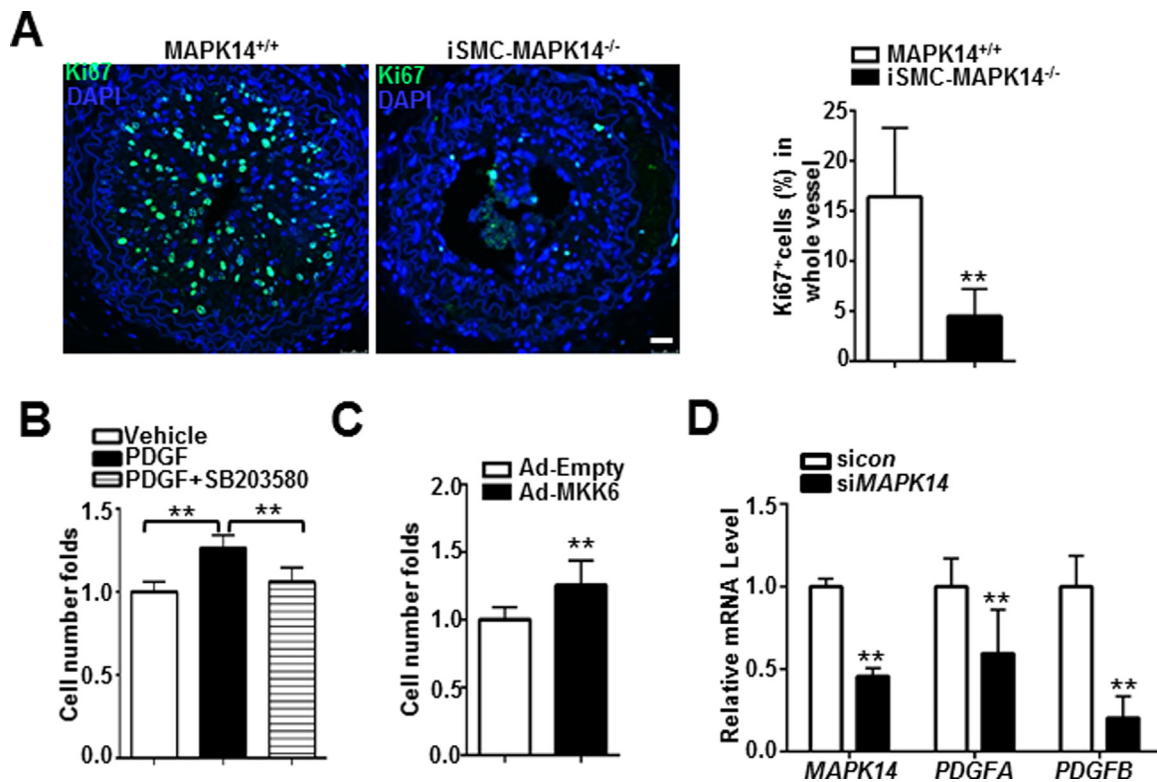 A
MAPK14+/+
iSMC-MAPK14-/-
Ki67
DAPI
Ki67
DAPI
MAPK14+/+
iSMC-MAPK14-/-
Ki67+cells (%) in
whole vessel
25
20
15
10
5
0
**
B
Vehicle
PDGF
PDGF+SB203580
Cell number folds
1.5
1.0
0.5
0.0
**
**
C
Ad-Empty
Ad-MKK6
Cell number folds
2.0
1.5
1.0
0.5
0.0
**
D
sicon
siMAPK14
Relative mRNA Level
1.5
1.0
0.5
0.0
**
**
**
MAPK14
PDGFA
PDGFB